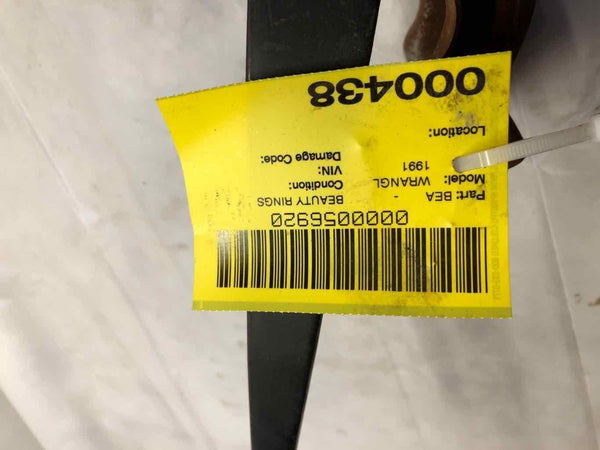 0000056920
Part: BEA - BEAUTY RINGS
Model: WRANGL Condition:
1991 VIN:
Damage Code:
Location:
000438